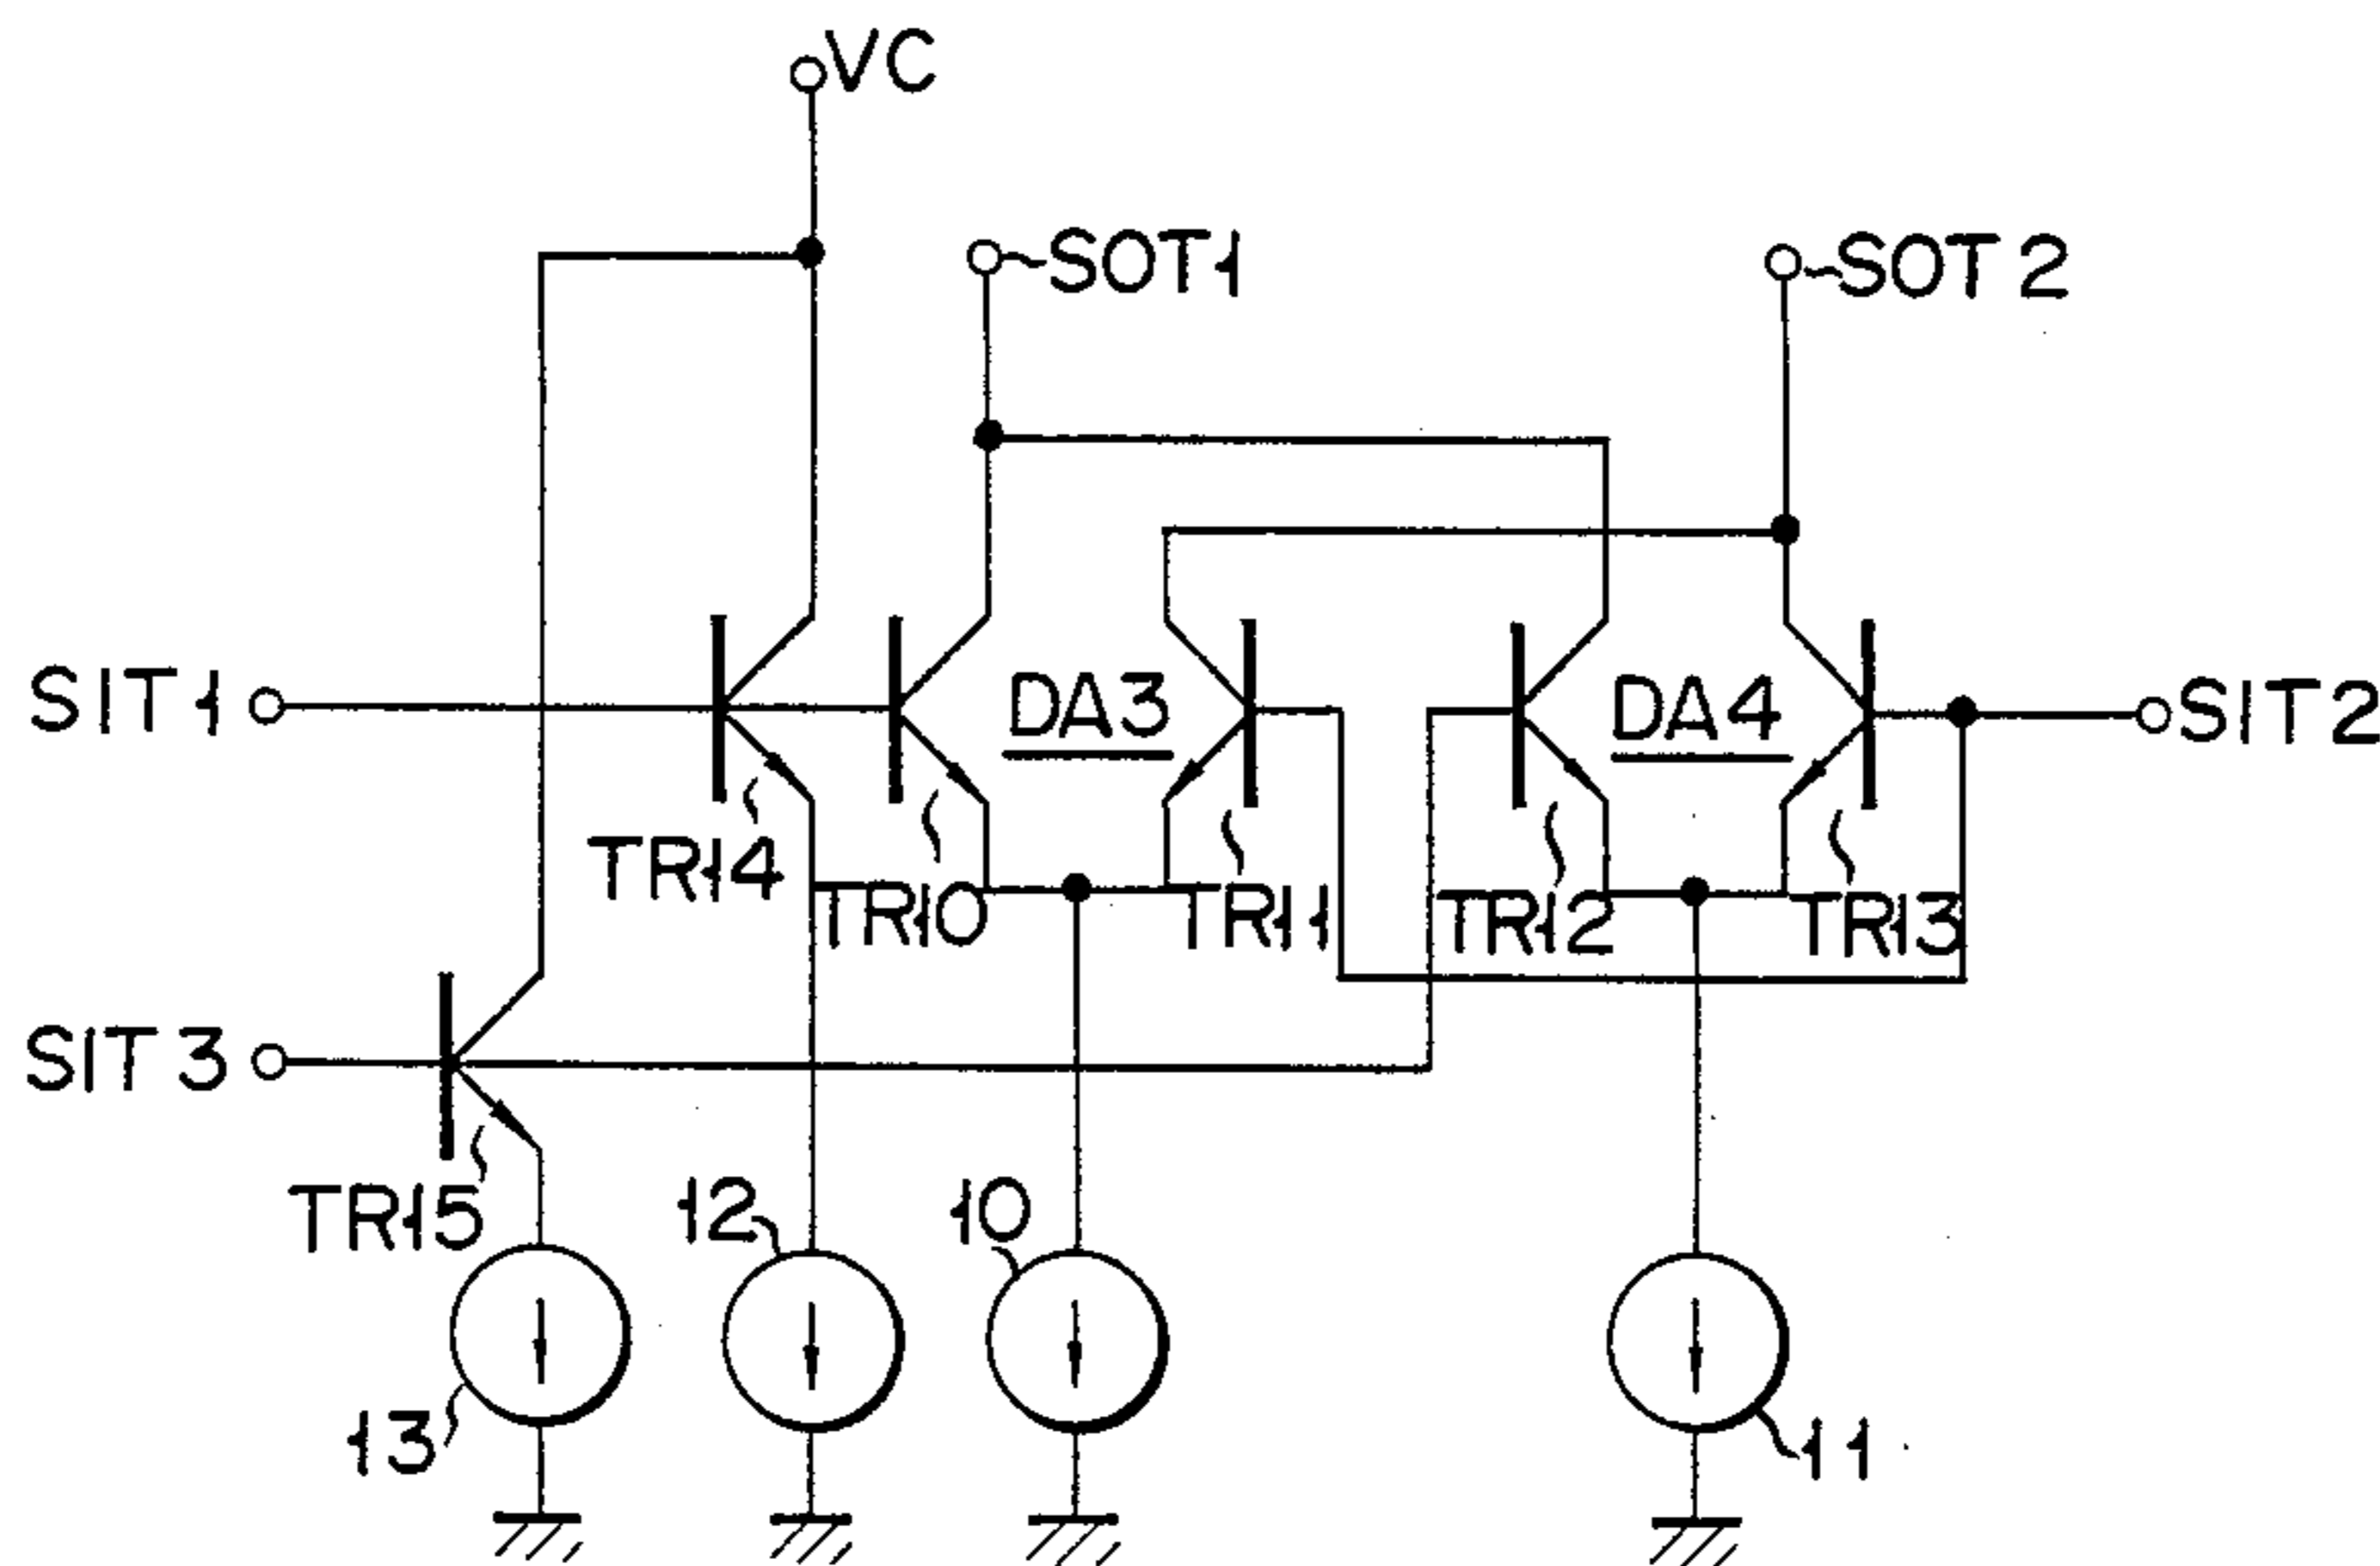 VC
SOT1
SOT2
SIT1
DA3
DA4
SIT2
TR14
TR10
TR11
TR12
TR13
SIT3
TR15
12
10
13
11